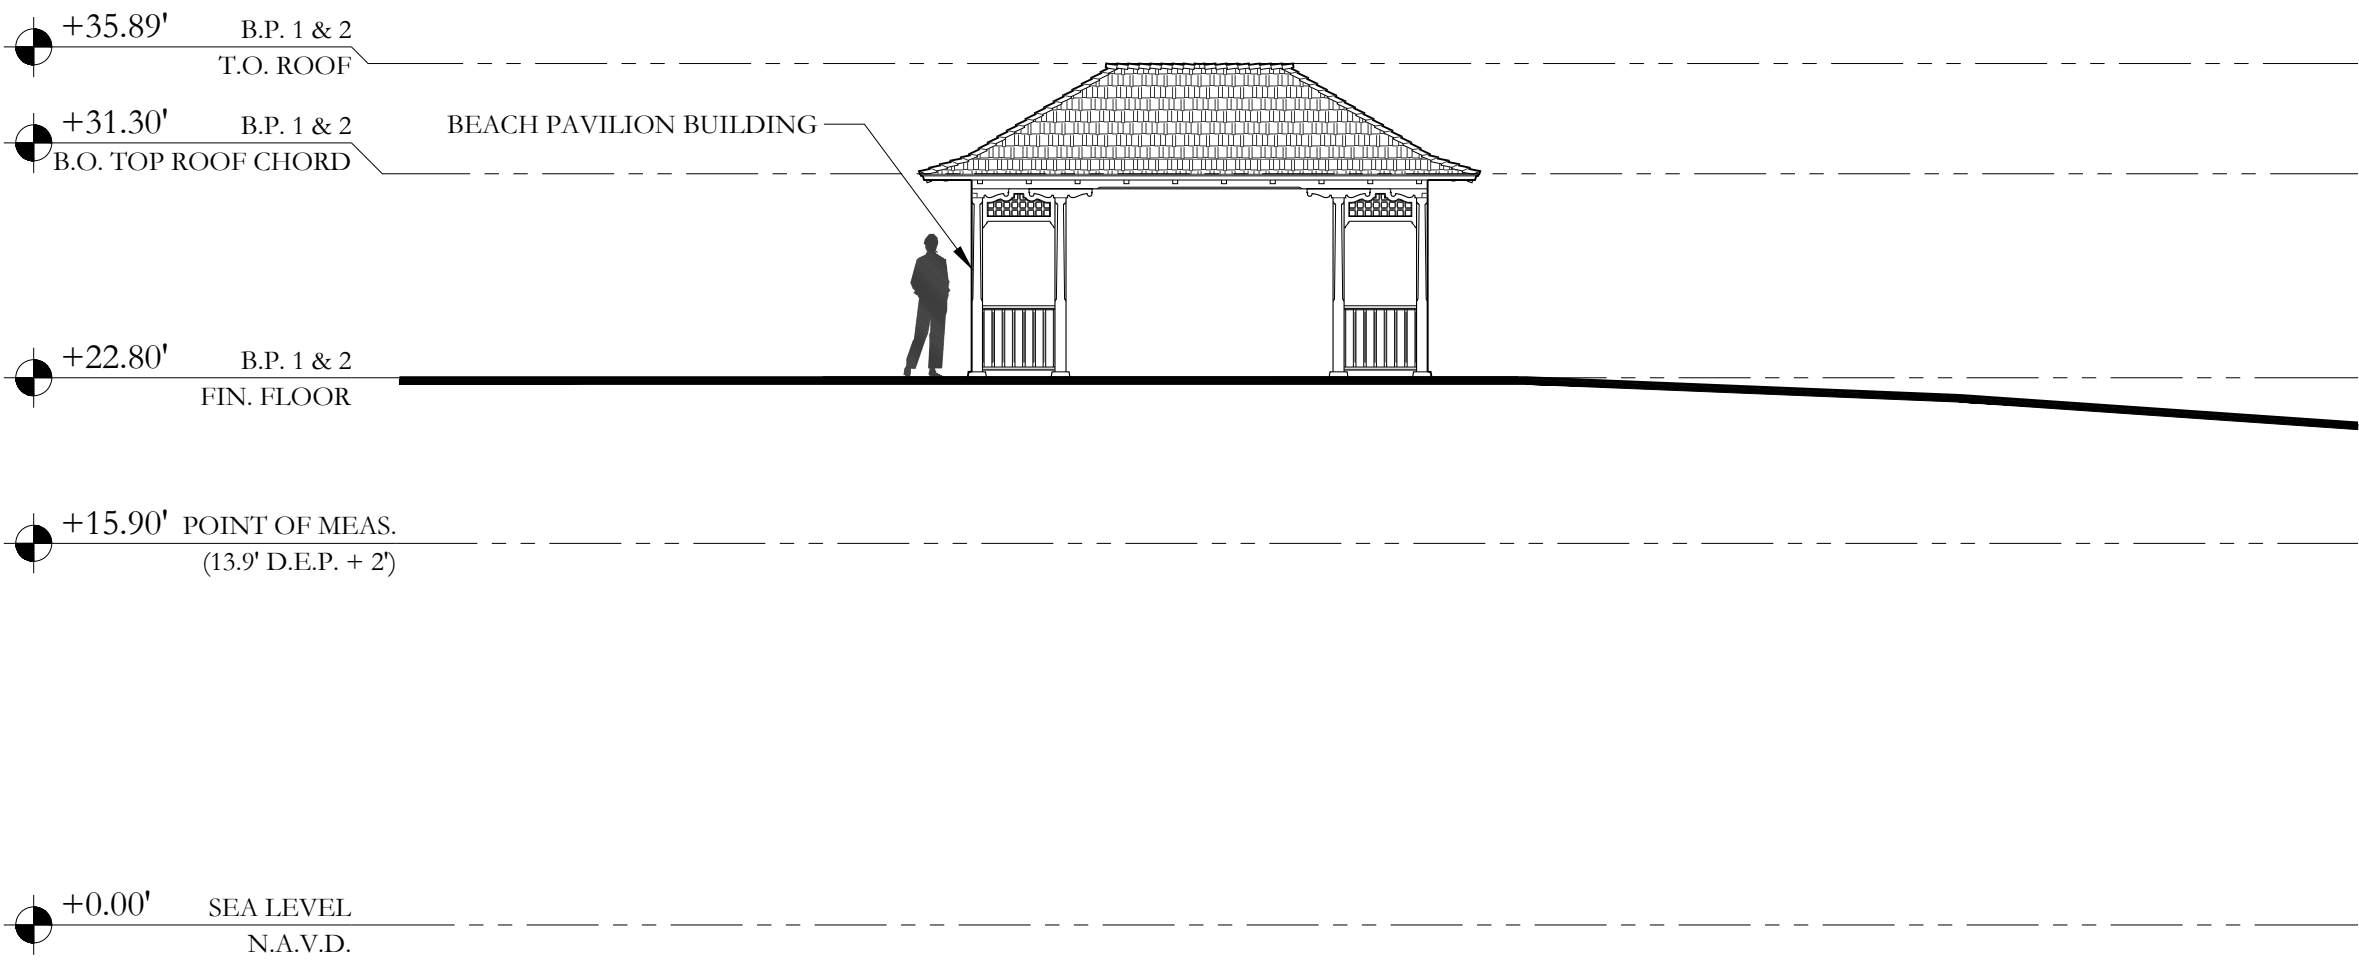 +35.89' B.P. 1 & 2
T.O. ROOF
+31.30' B.P. 1 & 2
B.O. TOP ROOF CHORD
BEACH PAVILION BUILDING
+22.80' B.P. 1 & 2
FIN. FLOOR
+15.90' POINT OF MEAS.
(13.9' D.E.P. + 2')
+0.00' SEA LEVEL
N.A.V.D.